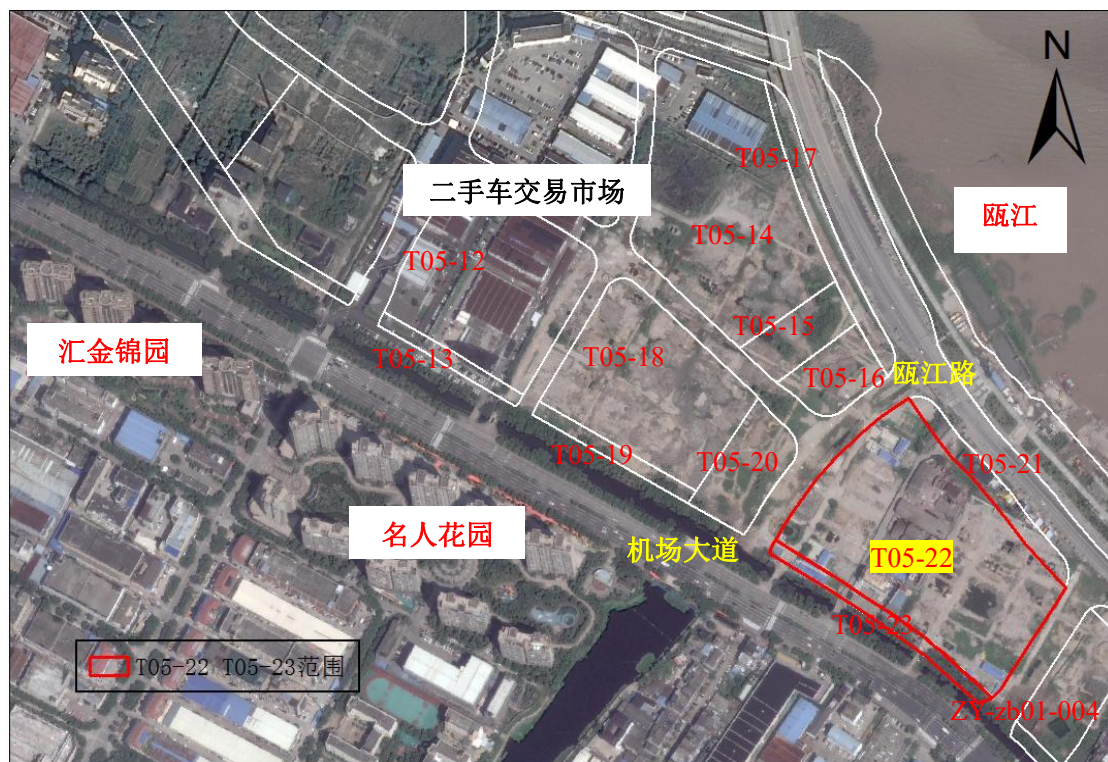 N
T05-17
二手车交易市场
瓯江
T05-14
T05-12
T05-15
汇金锦园
T05-13
T05-18
T05-16
瓯江路
T05-19
T05-20
T05-21
名人花园
机场大道
T05-22
T05-23
T05-22 T05-23范围
ZY-zb01-004